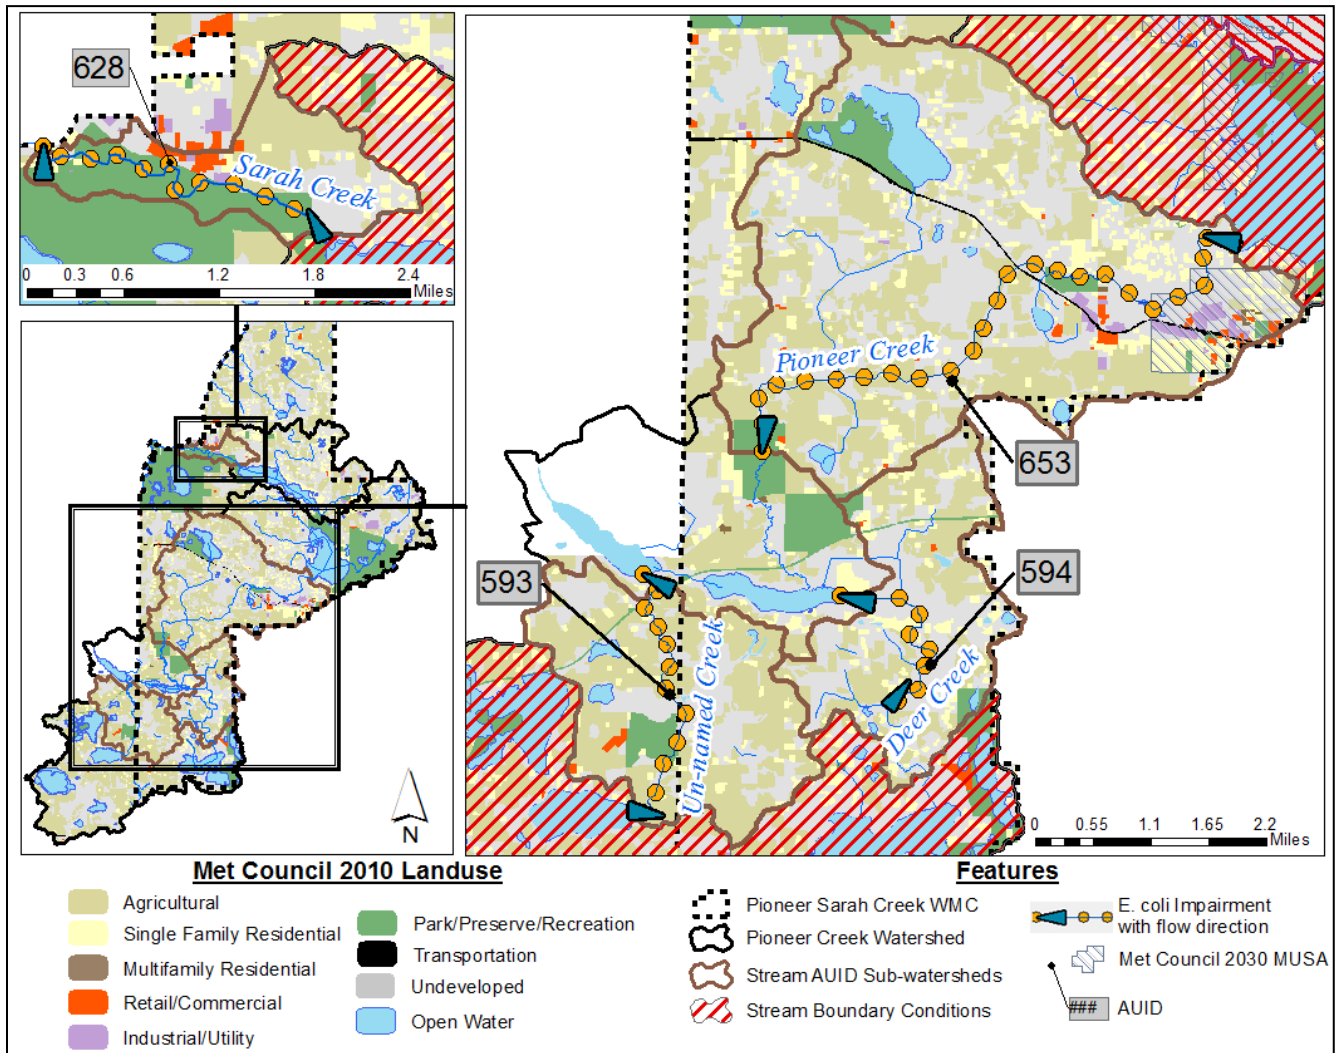 628
Sarah Creek
0 0.3 0.6 1.2 1.8 2.4
Miles
N
Pioneer Creek
653
593
594
Un-named Creek
Deer Creek
0 0.55 1.1 1.65 2.2
Miles
Met Council 2010 Landuse
Agricultural
Single Family Residential
Multifamily Residential
Retail/Commercial
Industrial/Utility
Park/Preserve/Recreation
Transportation
Undeveloped
Open Water
Features
Pioneer Sarah Creek WMC
Pioneer Creek Watershed
Stream AUID Sub-watersheds
Stream Boundary Conditions
E. coli Impairment
with flow direction
Met Council 2030 MUSA
### AUID